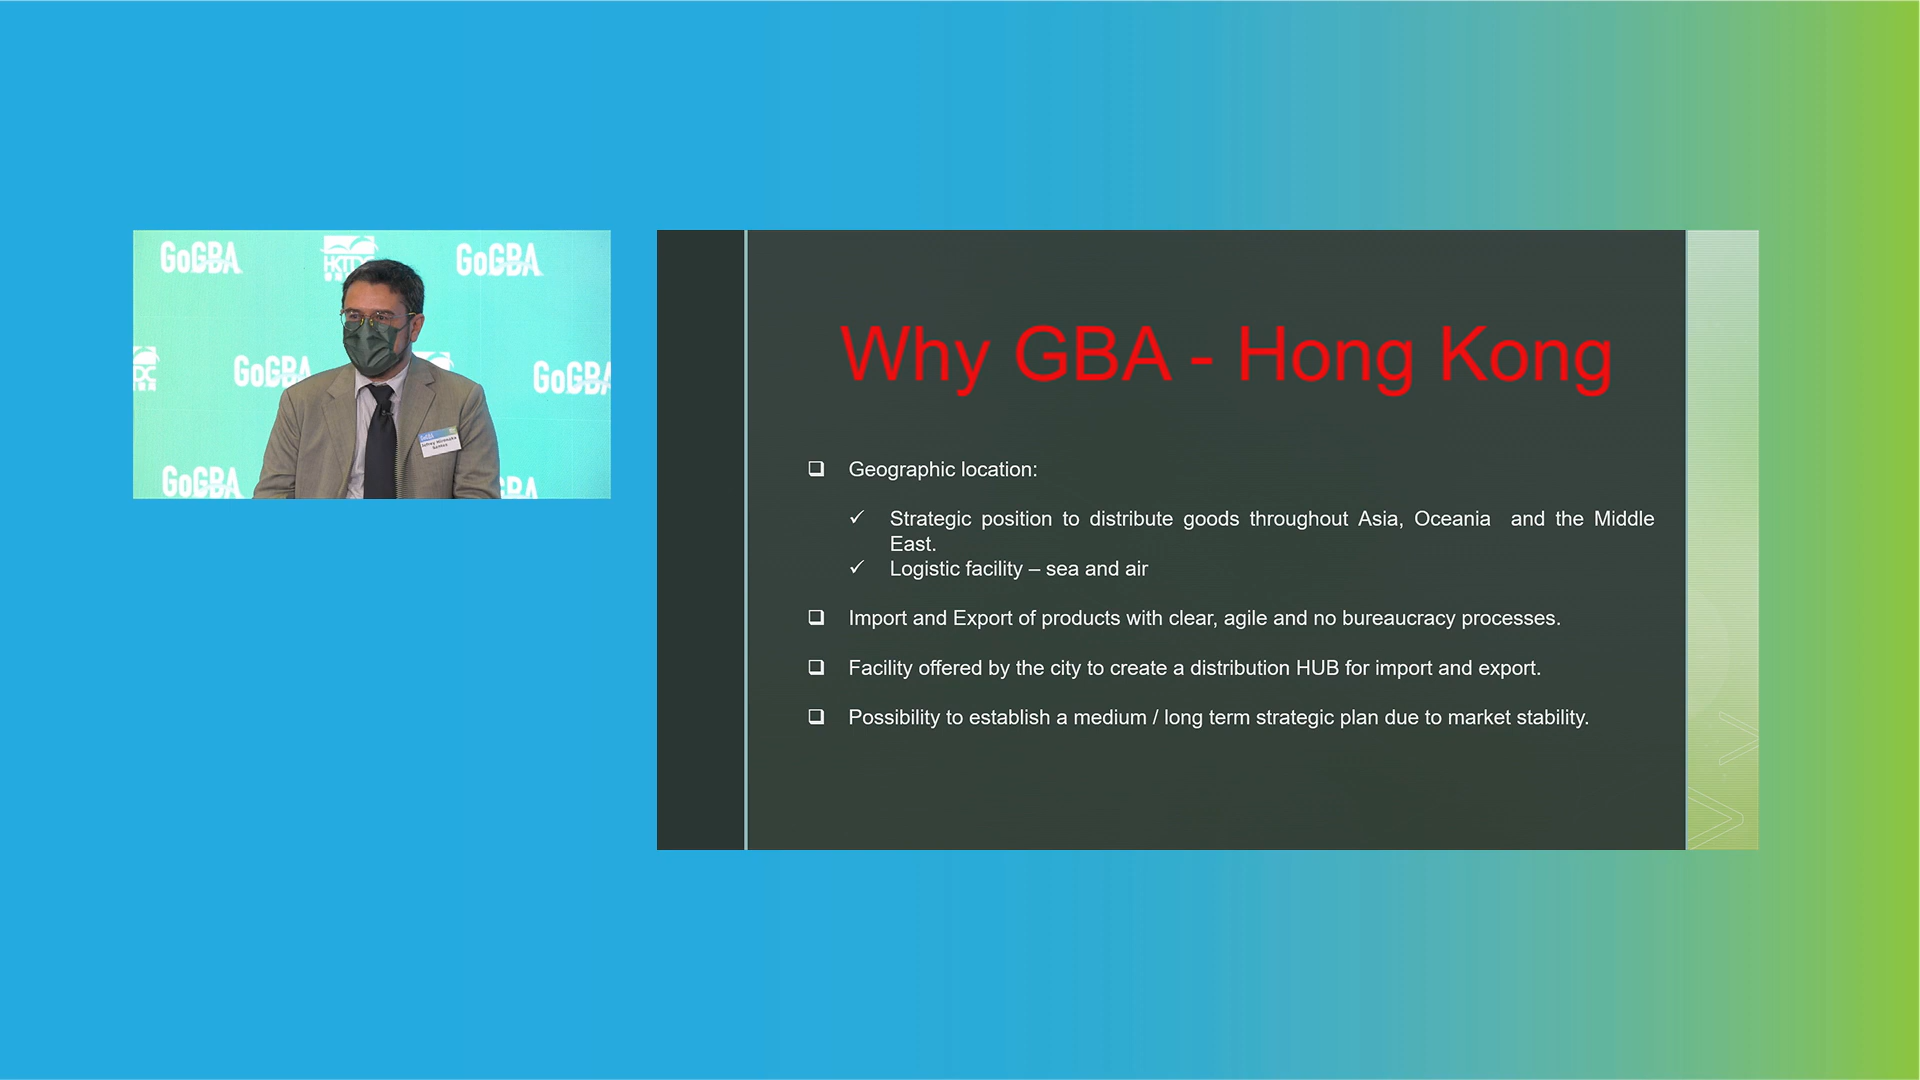 GoGBA
HKTDC
GoGBA
DC
GoGBA
GoGBA
GoGBA
GBA
Why GBA - Hong Kong
❑ Geographic location:
✓ Strategic position to distribute goods throughout Asia, Oceania and the Middle
East.
✓ Logistic facility – sea and air
❑ Import and Export of products with clear, agile and no bureaucracy processes.
❑ Facility offered by the city to create a distribution HUB for import and export.
❑ Possibility to establish a medium / long term strategic plan due to market stability.